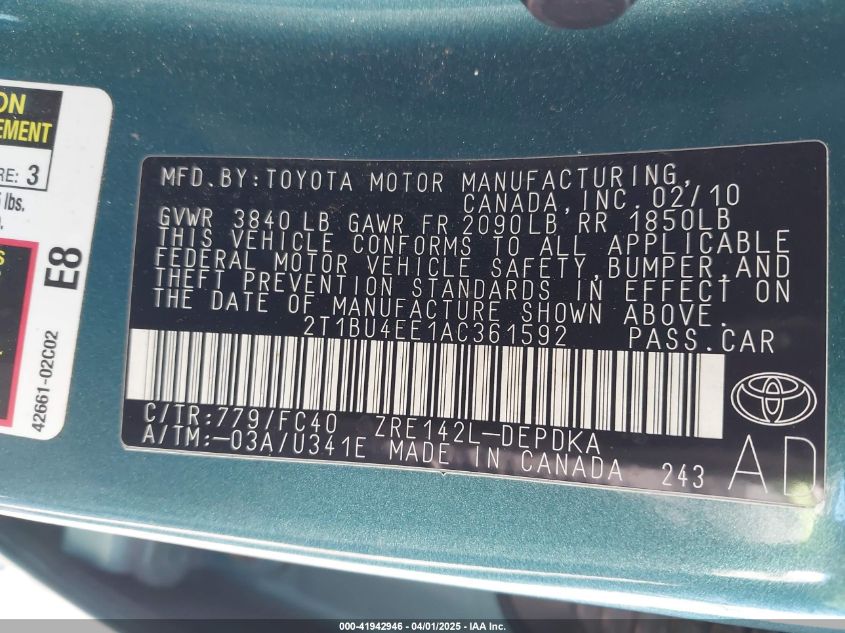 ON
EMENT
RE: 3
lbs.
E8
42661-02C02
MFD.BY:TOYOTA MOTOR MANUFACTURING,
CANADA,INC. 02/10
GVWR 3840 LB GAWR FR 2090LB RR 1850LB
THIS VEHICLE CONFORMS TO ALL APPLICABLE
FEDERAL MOTOR VEHICLE SAFETY,BUMPER,AND
THEFT PREVENTION STANDARDS IN EFFECT ON
THE DATE OF MANUFACTURE SHOWN ABOVE.
2T1BU4EE1AC361592 PASS.CAR
C/TR:779/FC40 ZRE142L-DEPDKA
A/TM:-03A/U341E MADE IN CANADA 243
AD
000-41942946 - 04/01/2025 - IAA Inc.